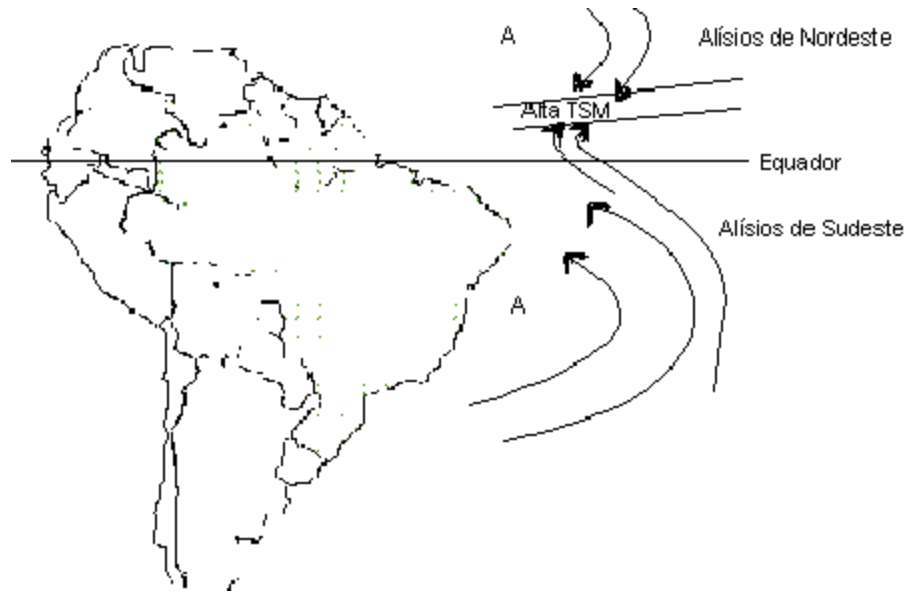 A
Alísios de Nordeste
Alta TSM
Equador
Alísios de Sudeste
A